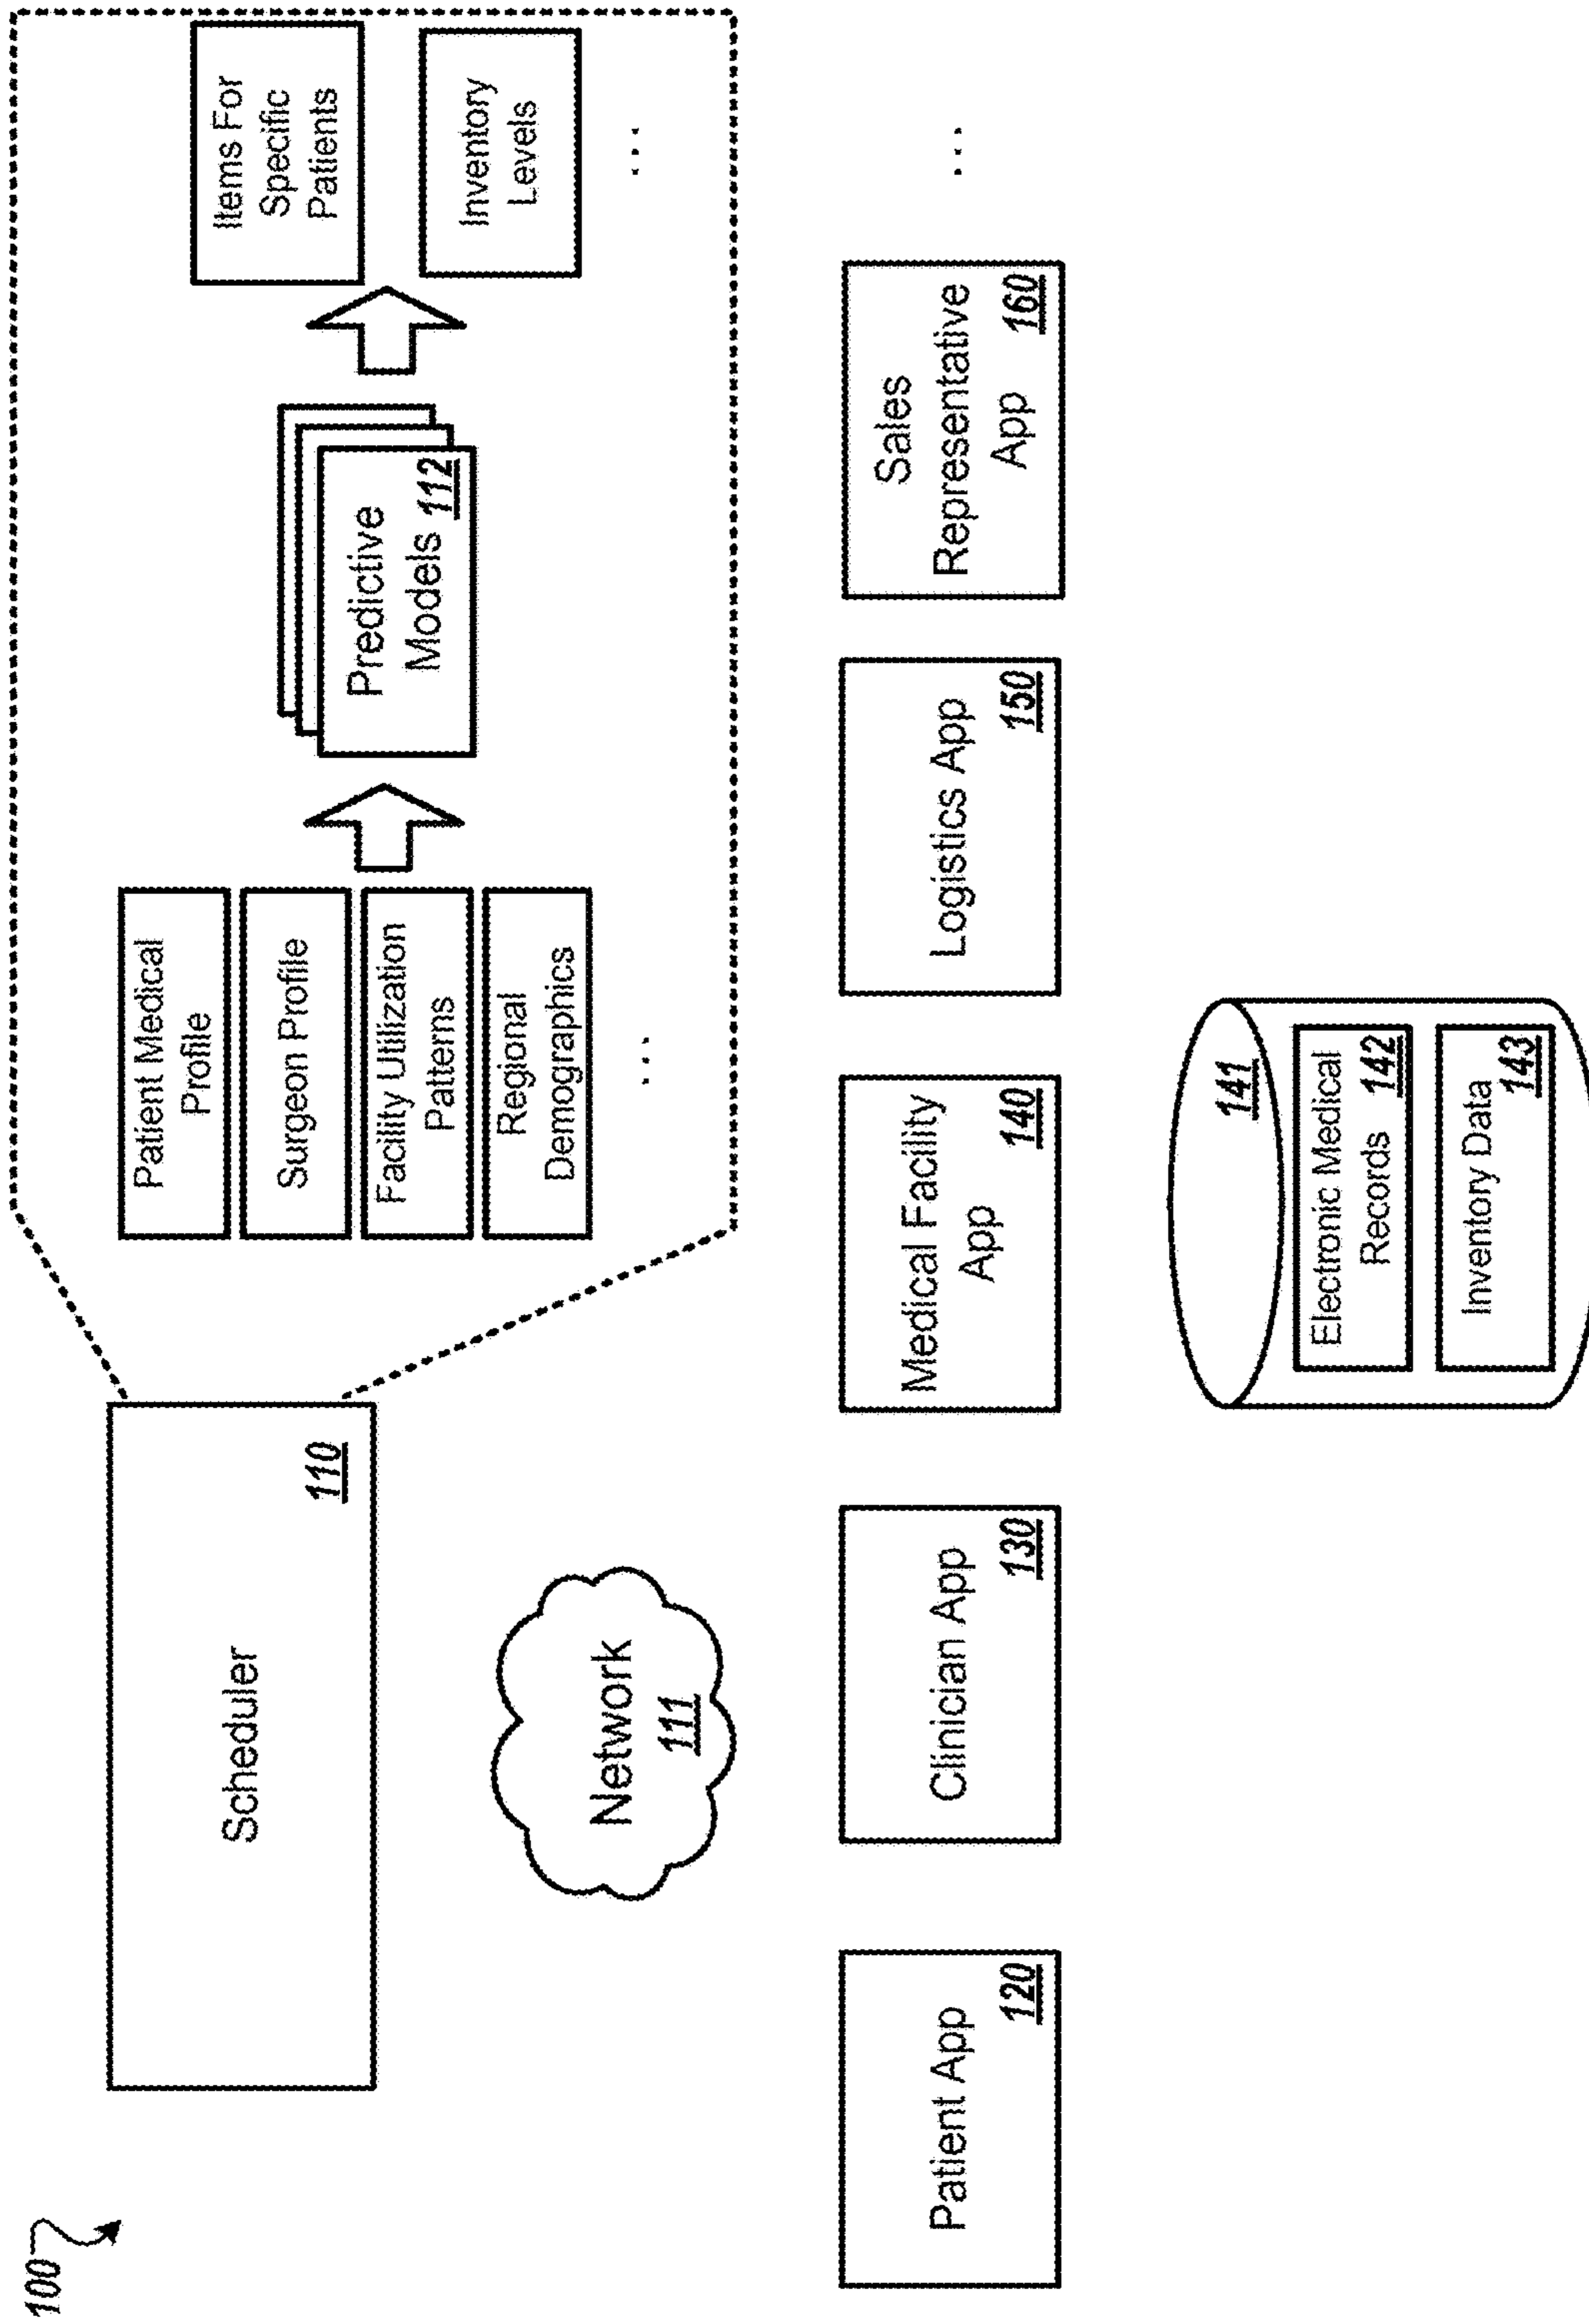 100
Scheduler
110
Patient Medical
Profile
Surgeon Profile
Facility Utilization
Patterns
Regional
Demographics
...
Predictive
Models 112
Items For
Specific
Patients
Inventory
Levels
...
Network
111
Patient App
120
Clinician App
130
Medical Facility
App
140
Logistics App
150
Sales
Representative
App
160
...
141
Electronic Medical
Records 142
Inventory Data
143